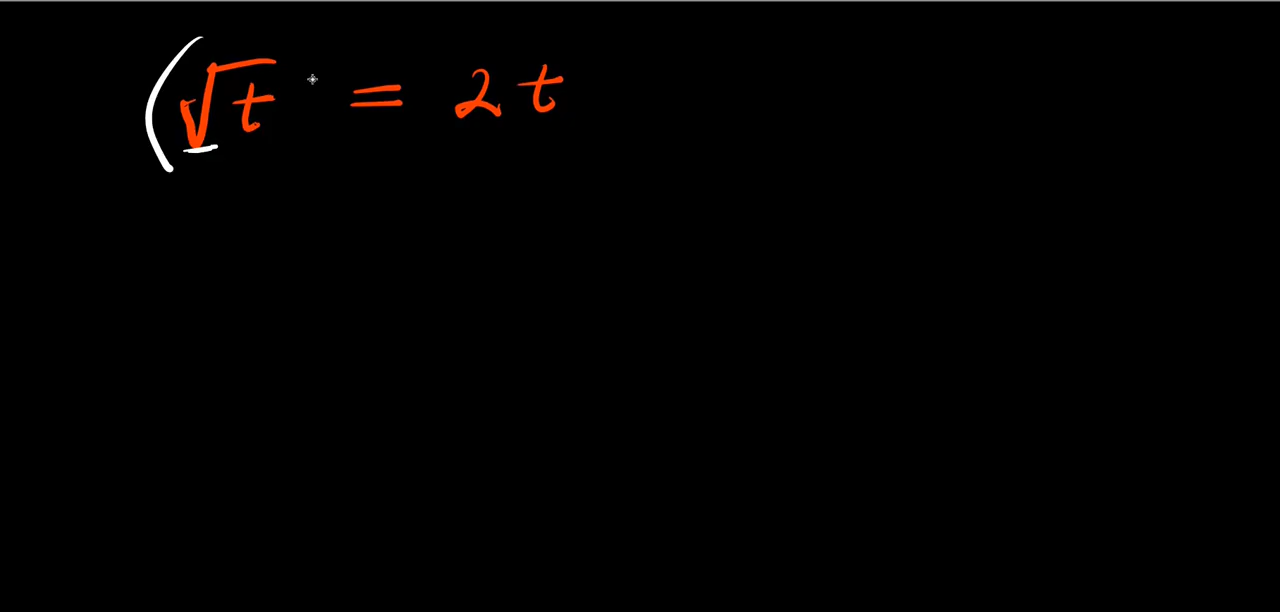 (√t = 2t